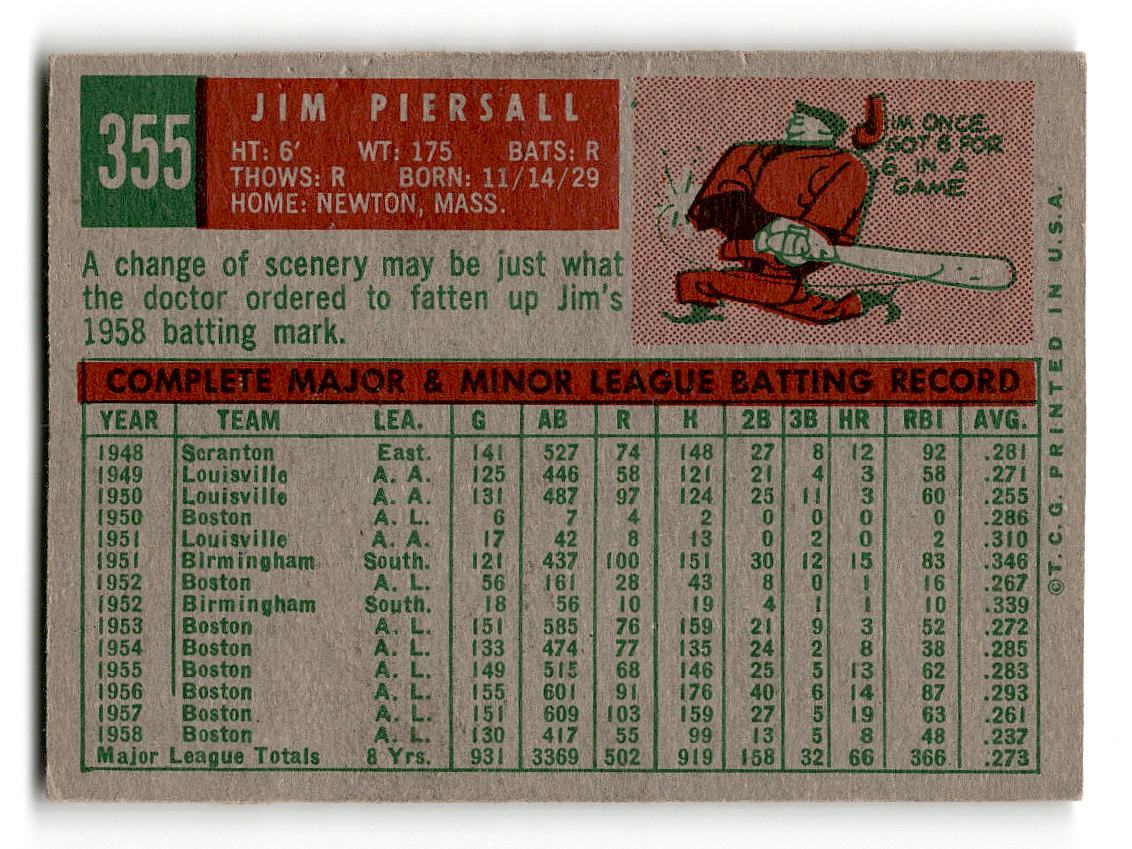 355
JIM PIERSALL
HT: 6' WT: 175 BATS: R
THOWS: R BORN: 11/14/29
HOME: NEWTON, MASS.
JIM ONCE
GOT 6 FOR
6 IN A
GAME
A change of scenery may be just what
the doctor ordered to fatten up Jim's
1958 batting mark.
COMPLETE MAJOR & MINOR LEAGUE BATTING RECORD
YEAR TEAM LEA. G AB R H 2B 3B HR RBI AVG.
1948 Scranton East. 141 527 74 148 27 8 12 92 .281
1949 Louisville A. A. 125 446 58 121 21 4 3 58 .271
1950 Louisville A. A. 131 487 97 124 25 11 3 60 .255
1950 Boston A. L. 6 7 4 2 0 0 0 0 .286
1951 Louisville A. A. 17 42 8 13 0 2 0 2 .310
1951 Birmingham South. 121 437 100 151 30 12 15 83 .346
1952 Boston A. L. 56 161 28 43 8 0 1 16 .267
1952 Birmingham South. 18 56 10 19 4 1 1 10 .339
1953 Boston A. L. 151 585 76 159 21 9 3 52 .272
1954 Boston A. L. 133 474 77 135 24 2 8 38 .285
1955 Boston A. L. 149 515 68 146 25 5 13 62 .283
1956 Boston A. L. 155 601 91 176 40 6 14 87 .293
1957 Boston A. L. 151 609 103 159 27 5 19 63 .261
1958 Boston A. L. 130 417 55 99 13 5 8 48 .237
Major League Totals 8 Yrs. 931 3369 502 919 158 32 66 366 .273
©T. C. G. PRINTED IN U.S.A.